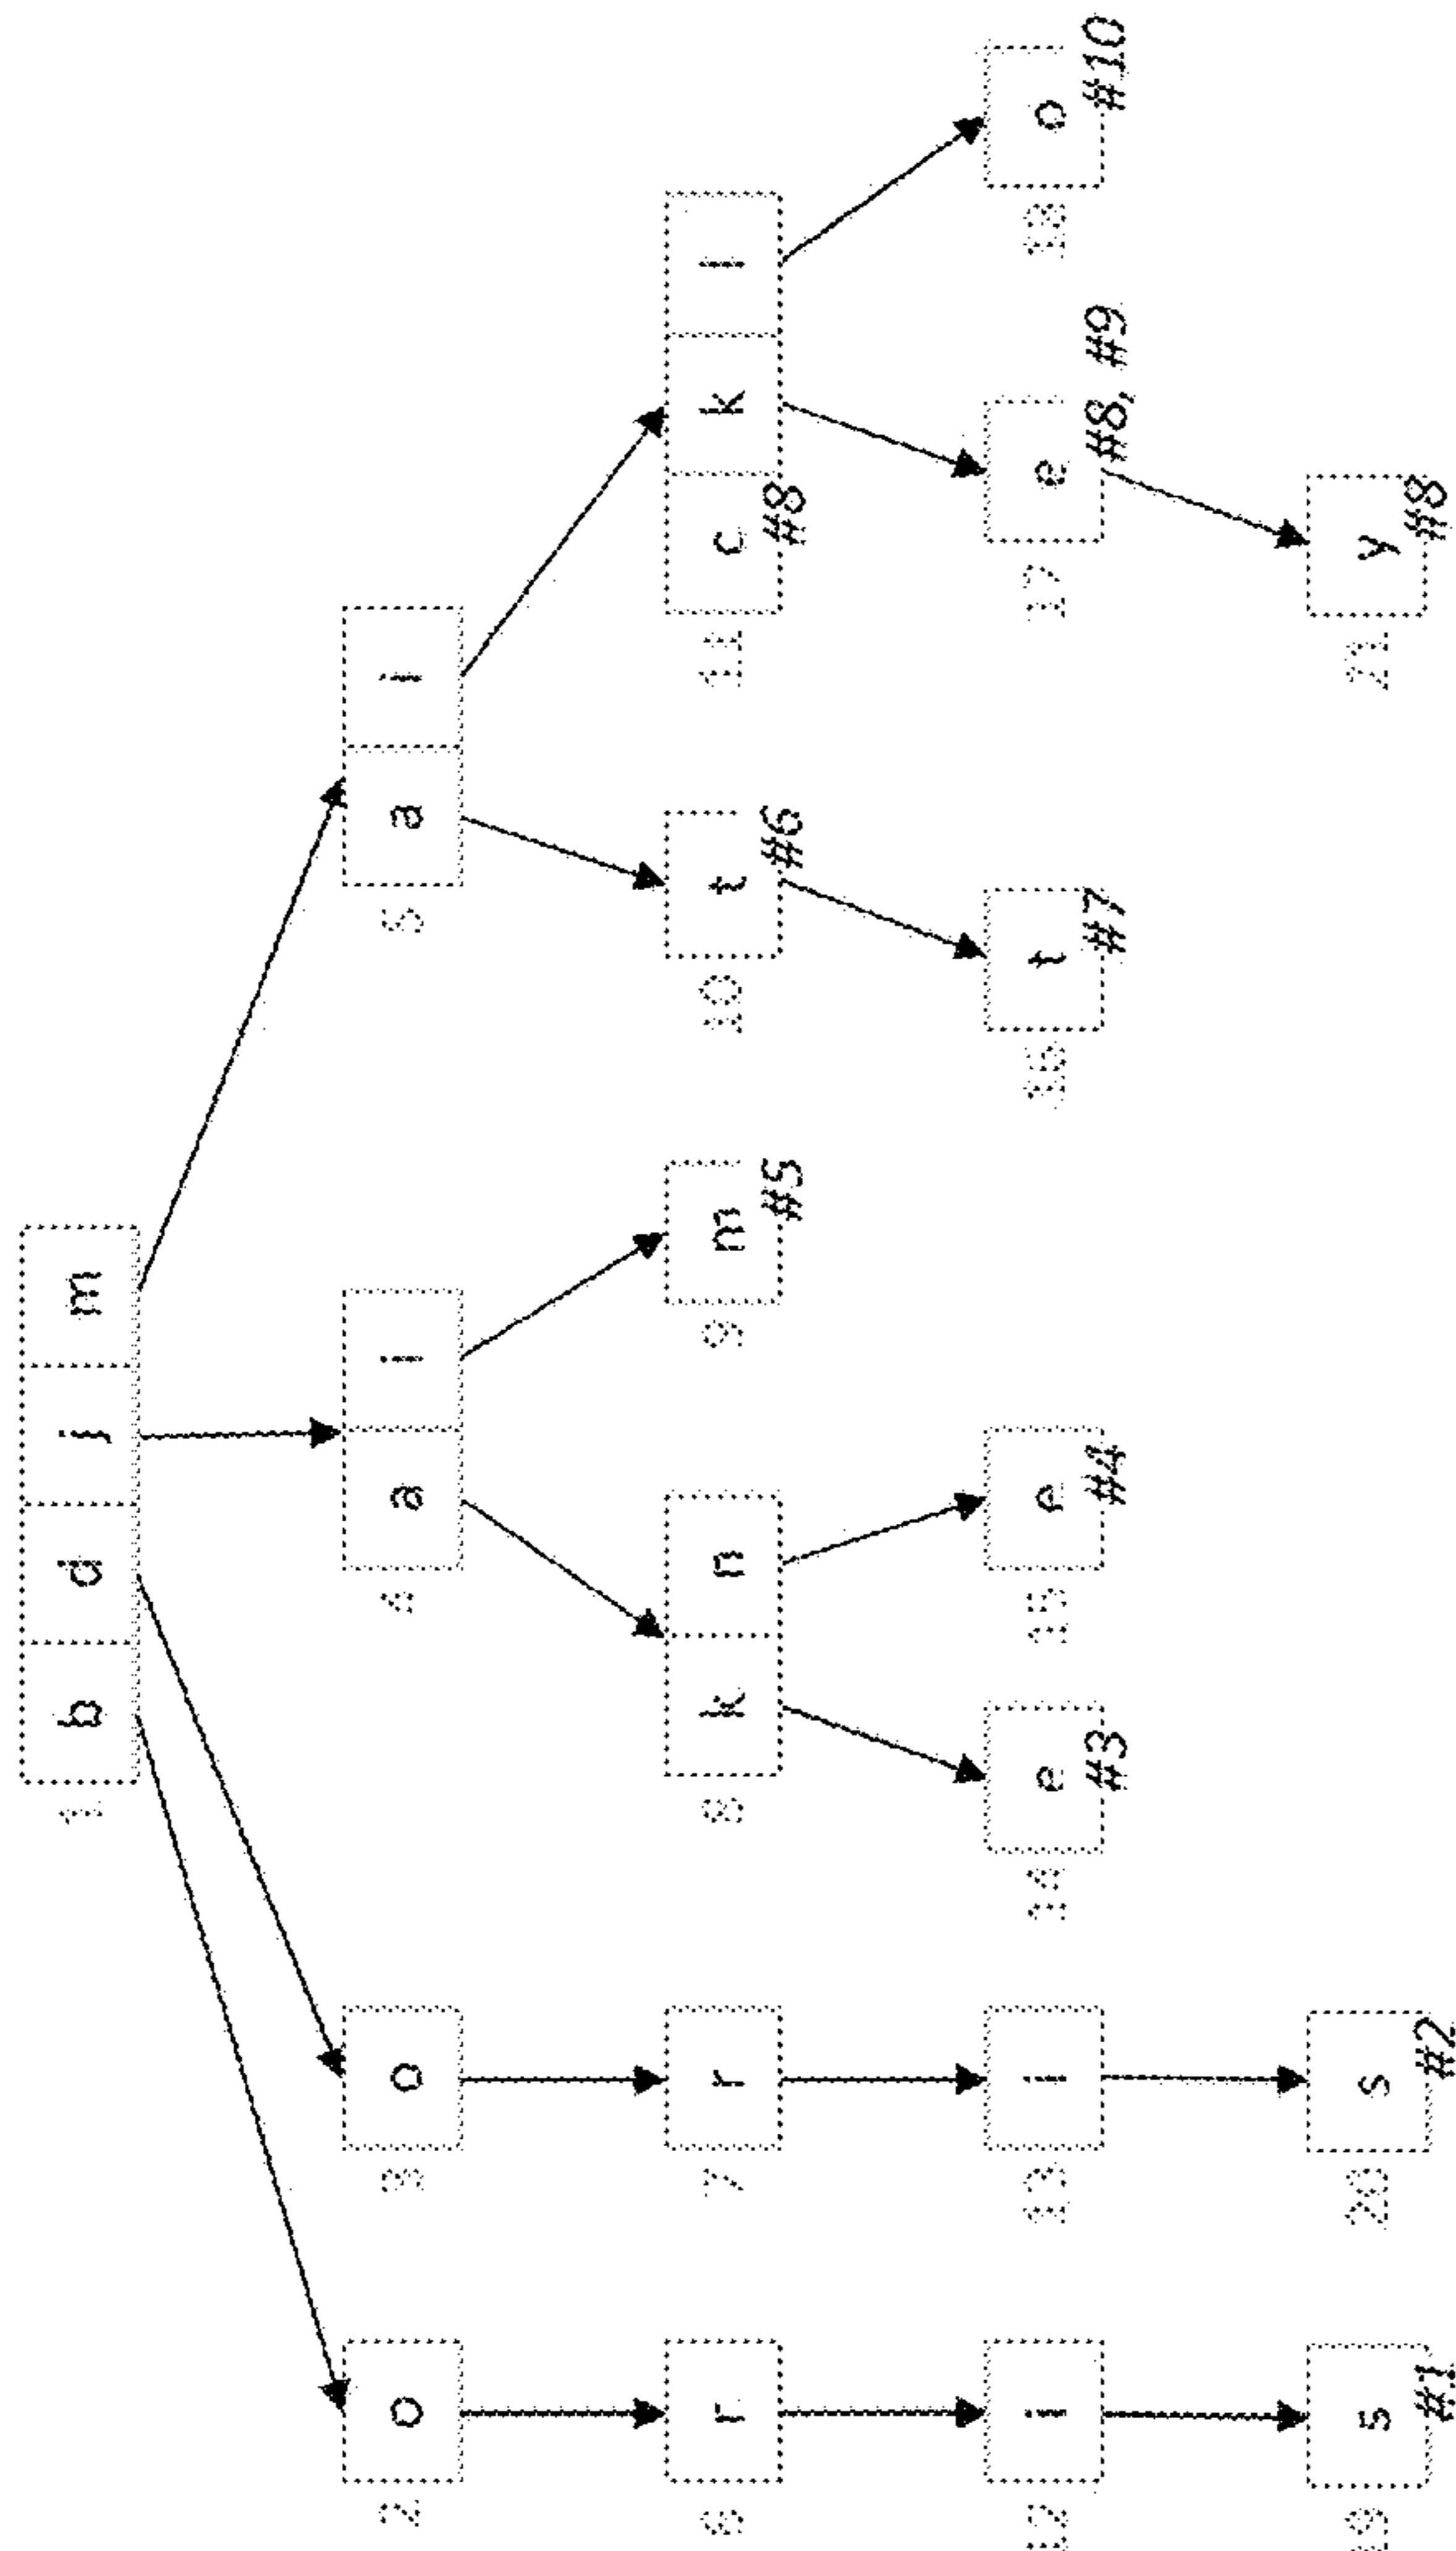 1 b d j m
2 o
3 o
4 a i
5 a i
6 r
7 r
8 k n
9 m #5
10 t #6
11 c k l
#8
12 i
13 i
14 e #3
15 e #4
16 t #7
17 e #8, #9
18 o #10
19 s #1
20 s #2
21 y #8